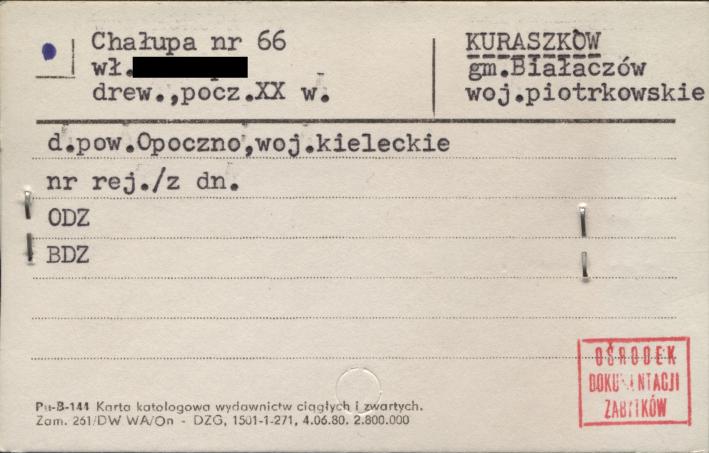 Chałupa nr 66
wł.
drew.,pocz.XX w.
KURASZKÓW
gm.Białaczów
woj.piotrkowskie
d.pow.Opoczno,woj.kieleckie
nr rej./z dn.
ODZ
BDZ
OŚRODEK
DOKUMENTACJI
ZABYTKÓW
Pu-B-144 Karta katologowa wydawnictw ciągłych i zwartych.
Zam. 261/DW WA/On - DZG, 1501-1-271, 4.06.80. 2.800.000